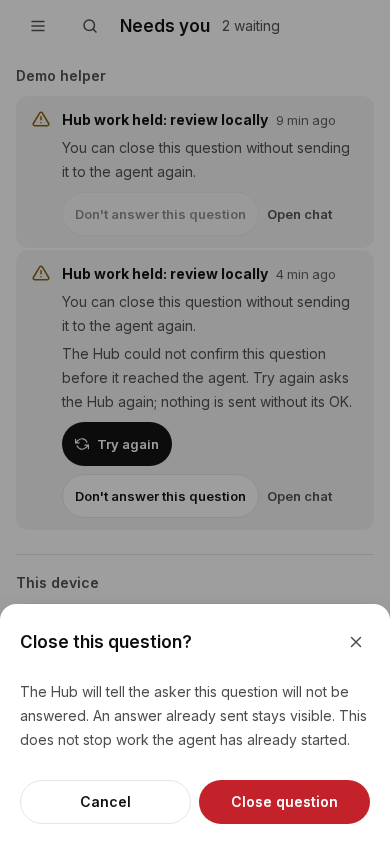 Needs you 2 waiting
Demo helper
Hub work held: review locally 9 min ago
You can close this question without sending
it to the agent again.
Don't answer this question Open chat
Hub work held: review locally 4 min ago
You can close this question without sending
it to the agent again.
The Hub could not confirm this question
before it reached the agent. Try again asks
the Hub again; nothing is sent without its OK.
Try again
Don't answer this question Open chat
This device
Close this question?
The Hub will tell the asker this question will not be
answered. An answer already sent stays visible. This
does not stop work the agent has already started.
Cancel Close question